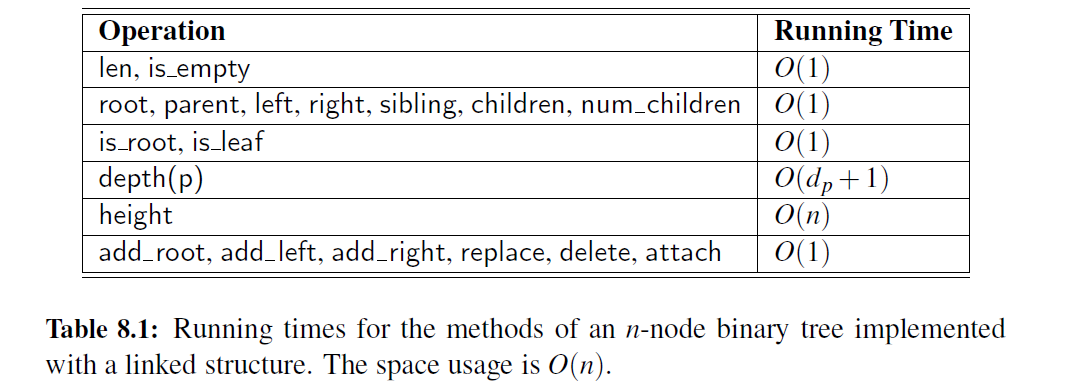 Operation Running Time
len, is_empty O(1)
root, parent, left, right, sibling, children, num_children O(1)
is_root, is_leaf O(1)
depth(p) O(dₚ + 1)
height O(n)
add_root, add_left, add_right, replace, delete, attach O(1)
Table 8.1: Running times for the methods of an n-node binary tree implemented
with a linked structure. The space usage is O(n).